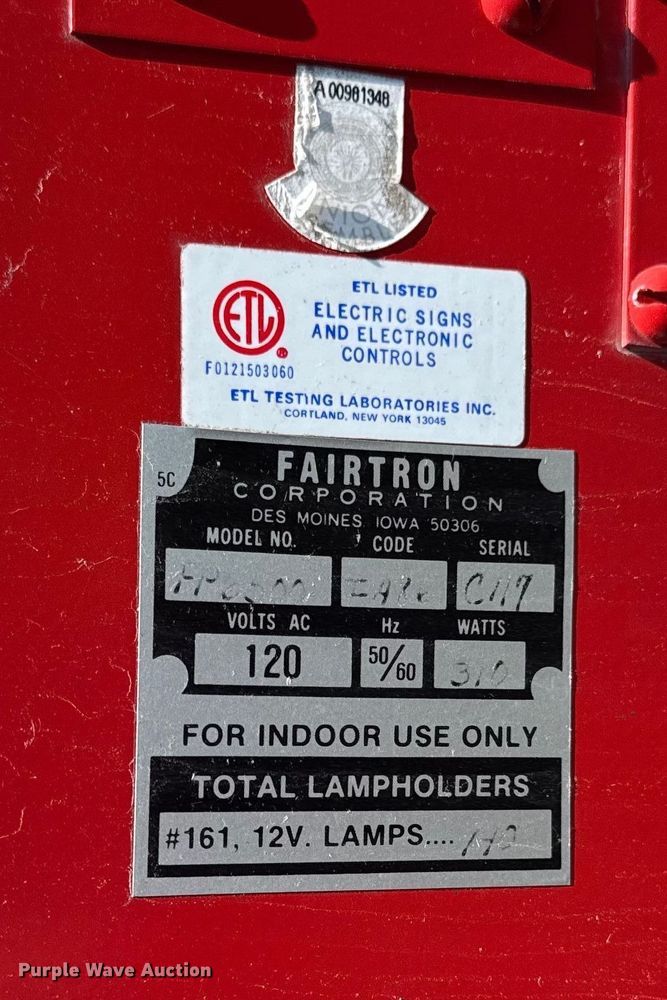 A 00981348
ETL LISTED
ETL
ELECTRIC SIGNS
AND ELECTRONIC
CONTROLS
®
F0121503060
ETL TESTING LABORATORIES INC.
CORTLAND, NEW YORK 13045
5C
FAIRTRON
CORPORATION
DES MOINES, IOWA 50306
MODEL NO. CODE SERIAL
C117
VOLTS AC Hz WATTS
120 50/60 310
FOR INDOOR USE ONLY
TOTAL LAMPHOLDERS
#161, 12V. LAMPS....
Purple Wave Auction